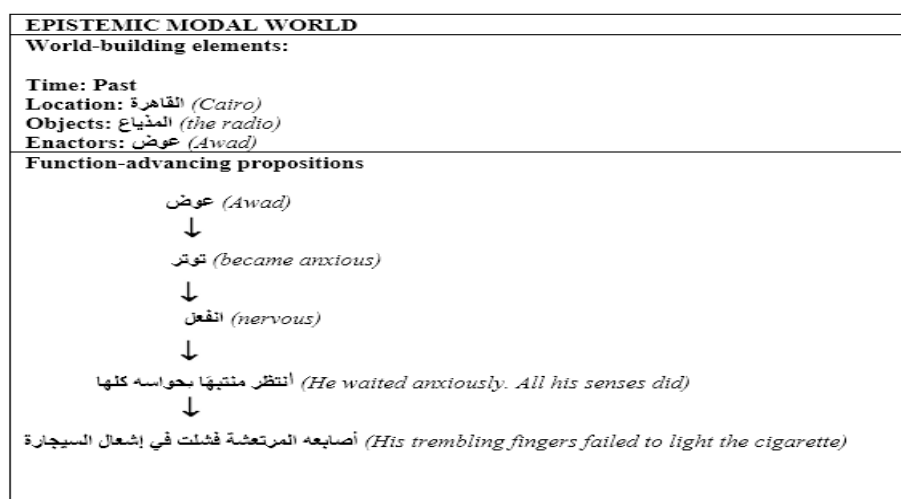 EPISTEMIC MODAL WORLD
World-building elements:
Time: Past
Location: القاهرة (Cairo)
Objects: المذياع (the radio)
Enactors: عوض (Awad)
Function-advancing propositions
عوض (Awad)
↓
توتر (became anxious)
↓
انفعل (nervous)
↓
أنتظر منتبهًا بحواسه كلها (He waited anxiously. All his senses did)
↓
أصابعه المرتعشة فشلت في إشعال السيجارة (His trembling fingers failed to light the cigarette)